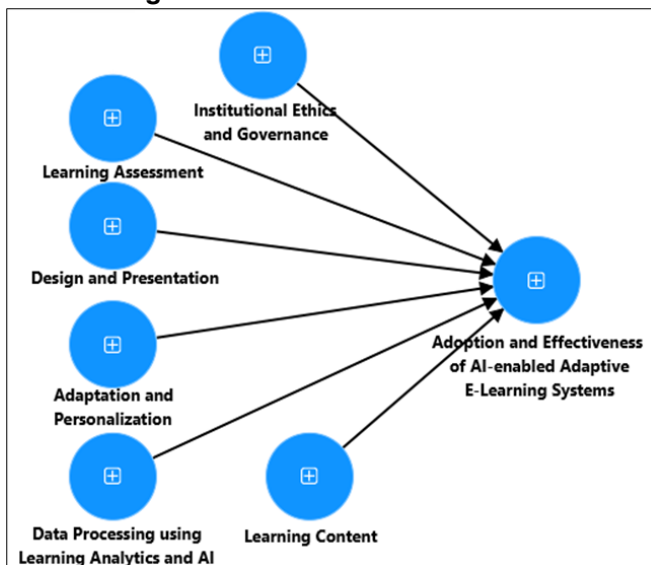 Institutional Ethics
and Governance
Learning Assessment
Design and Presentation
Adaptation and
Personalization
Data Processing using
Learning Analytics and AI
Learning Content
Adoption and Effectiveness
of AI-enabled Adaptive
E-Learning Systems